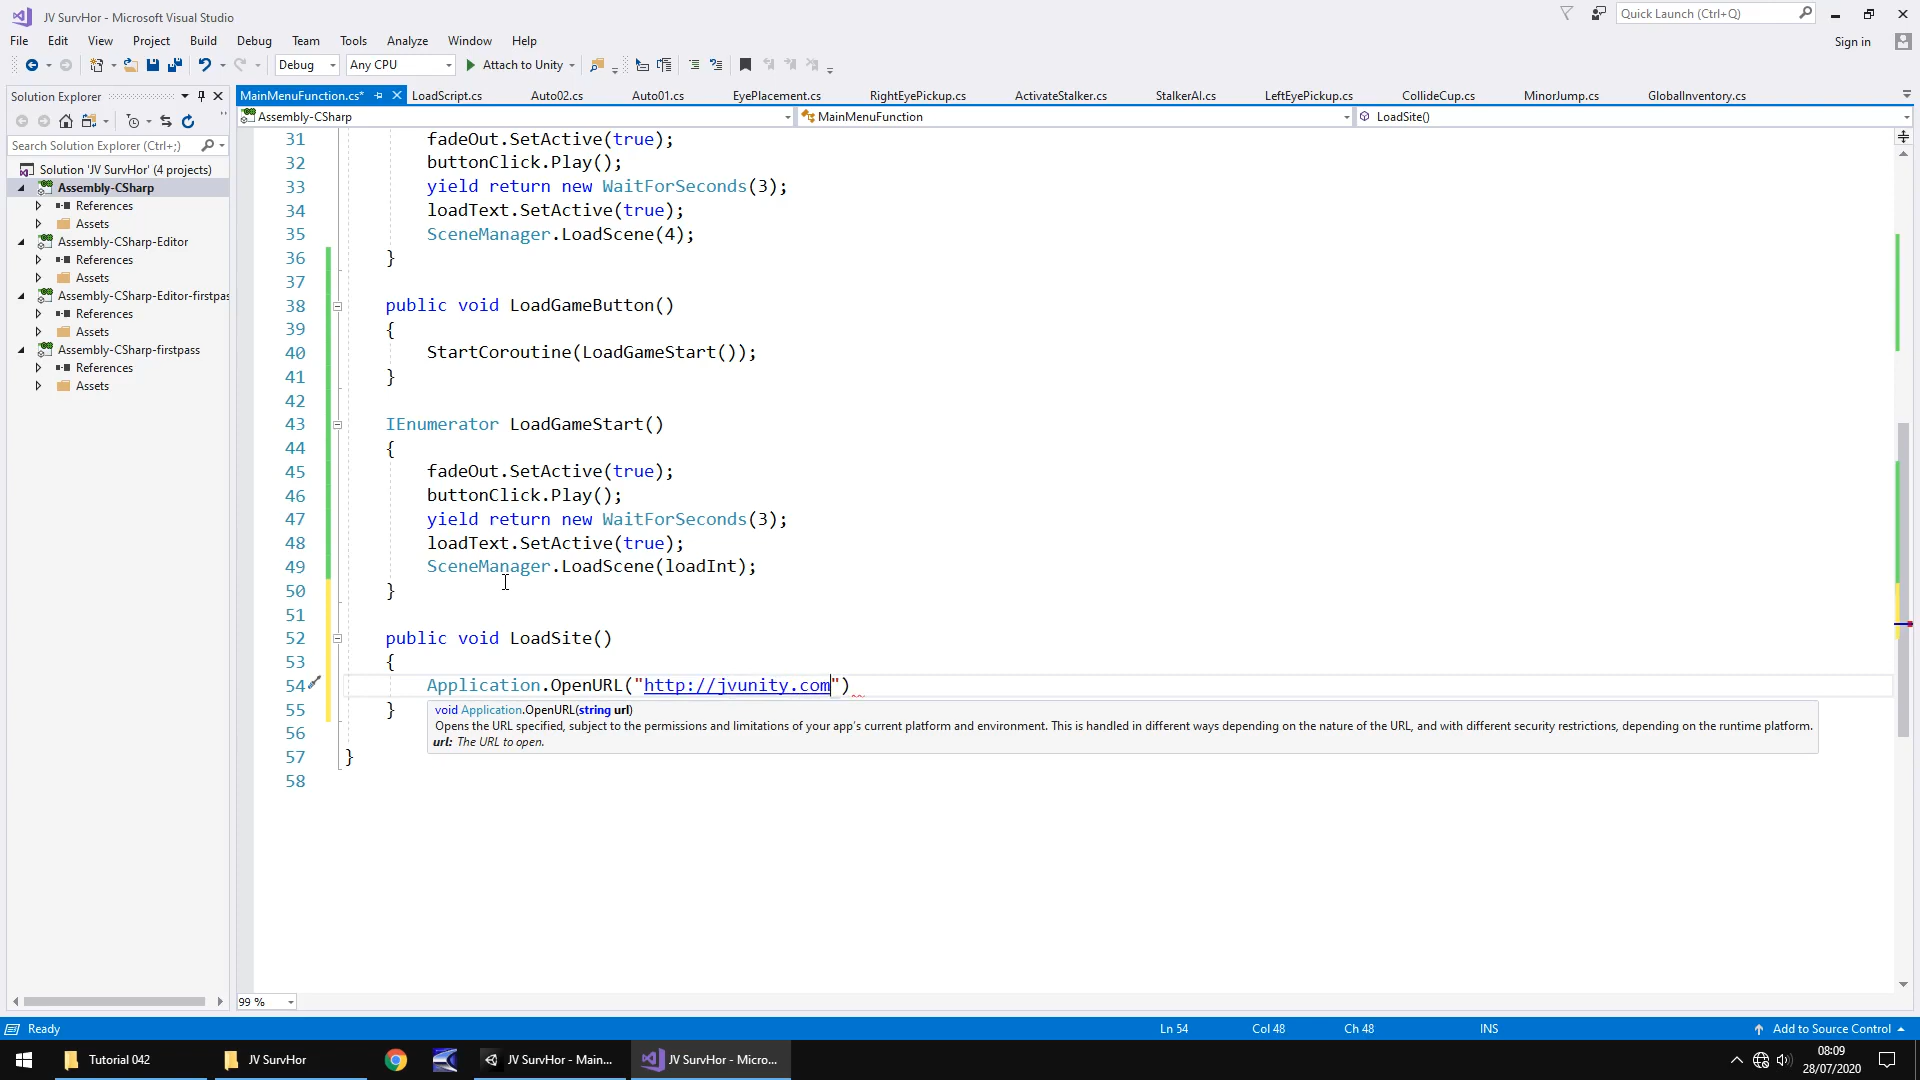 JV SurvHor - Microsoft Visual Studio
Quick Launch (Ctrl+Q)
File Edit View Project Build Debug Team Tools Analyze Window Help
Sign in
Debug Any CPU Attach to Unity
Solution Explorer
MainMenuFunction.cs* LoadScript.cs Auto02.cs Auto01.cs EyePlacement.cs RightEyePickup.cs ActivateStalker.cs StalkerAI.cs LeftEyePickup.cs CollideCup.cs MinorJump.cs GlobalInventory.cs
Assembly-CSharp MainMenuFunction LoadSite()
Search Solution Explorer (Ctrl+;)
Solution 'JV SurvHor' (4 projects)
Assembly-CSharp
References
Assets
Assembly-CSharp-Editor
References
Assets
Assembly-CSharp-Editor-firstpas
References
Assets
Assembly-CSharp-firstpass
References
Assets
31 fadeOut.SetActive(true);
32 buttonClick.Play();
33 yield return new WaitForSeconds(3);
34 loadText.SetActive(true);
35 SceneManager.LoadScene(4);
36 }
37
38 public void LoadGameButton()
39 {
40 StartCoroutine(LoadGameStart());
41 }
42
43 IEnumerator LoadGameStart()
44 {
45 fadeOut.SetActive(true);
46 buttonClick.Play();
47 yield return new WaitForSeconds(3);
48 loadText.SetActive(true);
49 SceneManager.LoadScene(loadInt);
50 }
51
52 public void LoadSite()
53 {
54 Application.OpenURL("http://jvunity.com")
55 }
void Application.OpenURL(string url)
Opens the URL specified, subject to the permissions and limitations of your app's current platform and environment. This is handled in different ways depending on the nature of the URL, and with different security restrictions, depending on the runtime platform.
url: The URL to open.
56
57 }
58
99 %
Ready Ln 54 Col 48 Ch 48 INS Add to Source Control
Tutorial 042 JV SurvHor JV SurvHor - Main... JV SurvHor - Micro...
08:09
28/07/2020